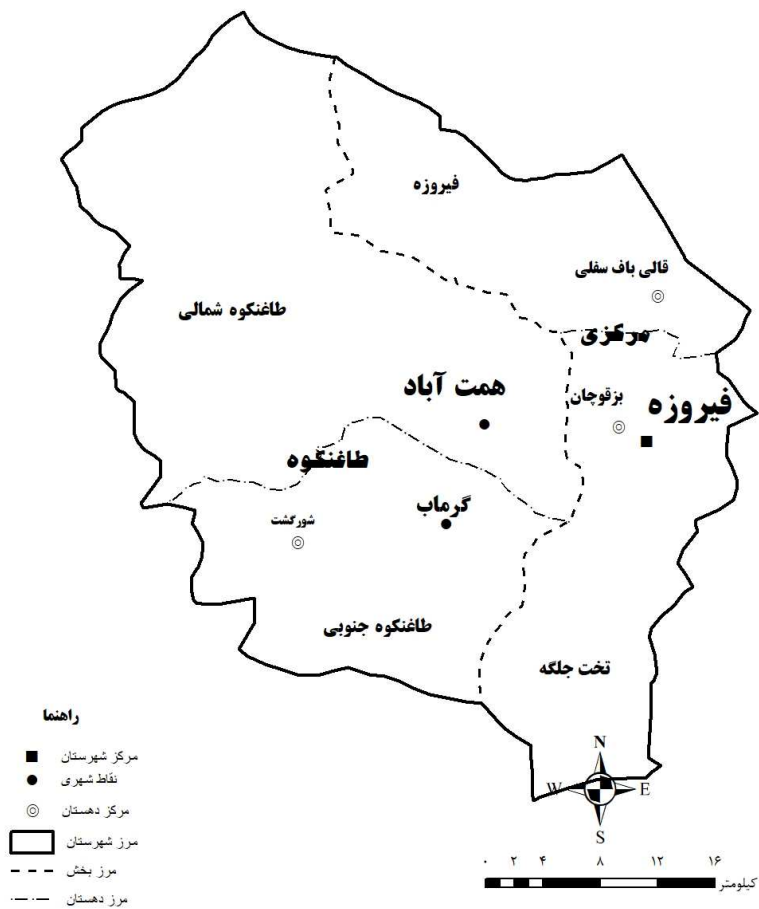 فیروزه
قالی باف سفلی
طاغنکوه شمالی
مرکزی
همت آباد
بزقوچان
فیروزه
طاغنکوه
گرماب
شورگشت
طاغنکوه جنوبی
تخت جلگه
راهنما
مرکز شهرستان
نقاط شهری
مرکز دهستان
مرز شهرستان
مرز بخش
مرز دهستان
N
W E
S
۰ ۲ ۴ ۸ ۱۲ ۱۶
کیلومتر